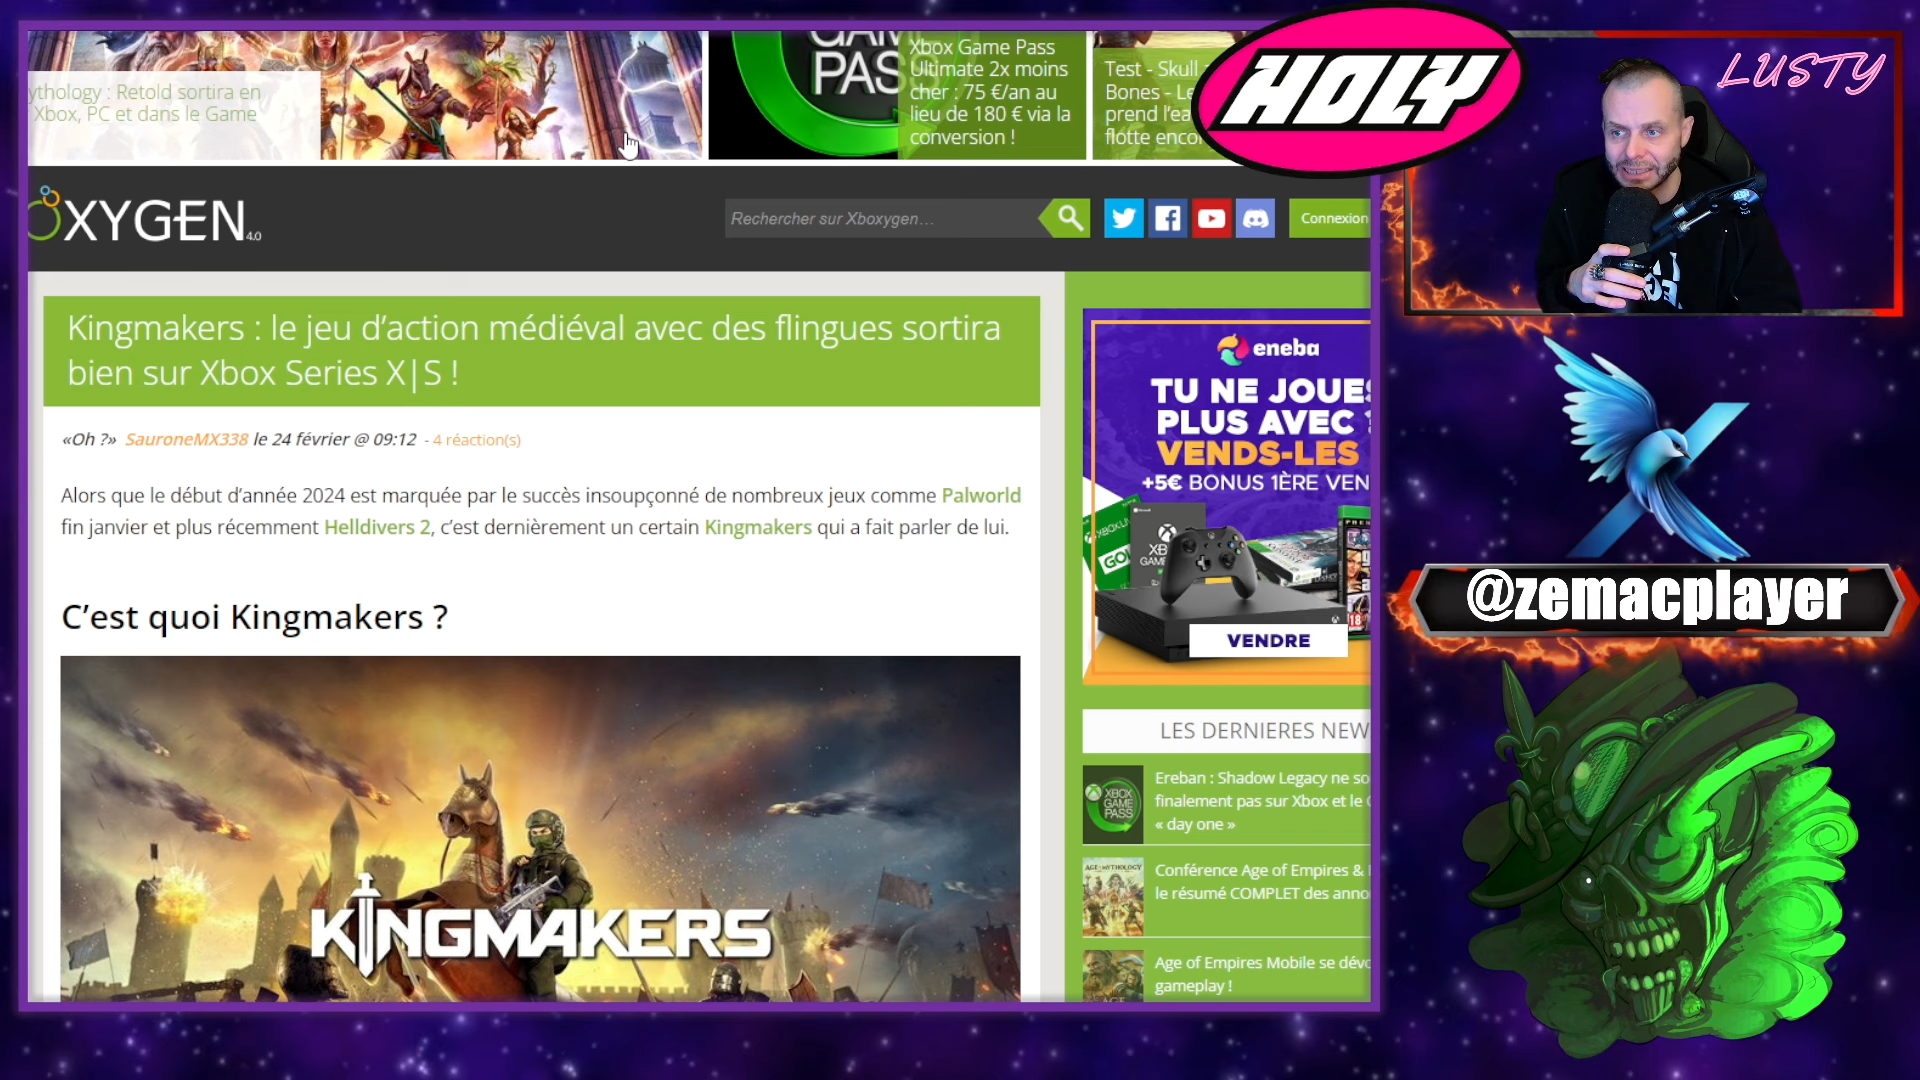 ythology : Retold sortira en
Xbox, PC et dans le Game
GAM
PAS
Xbox Game Pass
Ultimate 2x moins
cher : 75 €/an au
lieu de 180 € via la
conversion !
Test - Skull
Bones - Le
prend l'ea
flotte enco
HOLY
LUSTY
OXYGEN 4.0
Rechercher sur Xboxygen…
Connexion
Kingmakers : le jeu d'action médiéval avec des flingues sortira
bien sur Xbox Series X|S !
«Oh ?» SauroneMX338 le 24 février @ 09:12 - 4 réaction(s)
Alors que le début d'année 2024 est marquée par le succès insoupçonné de nombreux jeux comme Palworld
fin janvier et plus récemment Helldivers 2, c'est dernièrement un certain Kingmakers qui a fait parler de lui.
C'est quoi Kingmakers ?
KINGMAKERS
eneba
TU NE JOUES
PLUS AVEC ?
VENDS-LES
+5€ BONUS 1ÈRE VEN
VENDRE
LES DERNIERES NEW
XBOX
GAME
PASS
Ereban : Shadow Legacy ne so
finalement pas sur Xbox et le
« day one »
Conférence Age of Empires &
le résumé COMPLET des anno
Age of Empires Mobile se dévo
gameplay !
@zemacplayer